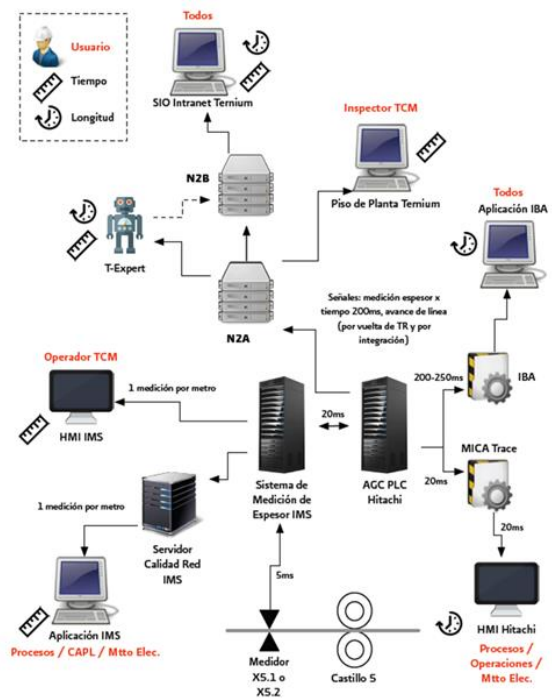 Todos
Usuario
Tiempo
Longitud
SIO Intranet Ternium
Inspector TCM
N2B
Piso de Planta Ternium
Todos
Aplicación IBA
T-Expert
N2A
Señales: medición espesor x
tiempo 200ms, avance de línea
(por vuelta de TR y por
integración)
Operador TCM
1 medición por metro
HMI IMS
20ms
200-250ms
IBA
MICA Trace
20ms
Sistema de
Medición de
Espesor IMS
AGC PLC
Hitachi
1 medición por metro
Servidor
Calidad Red
IMS
20ms
5ms
Aplicación IMS
Procesos / CAPL / Mtto Elec.
Medidor
X5.1 o
X5.2
Castillo 5
HMI Hitachi
Procesos /
Operaciones /
Mtto Elec.